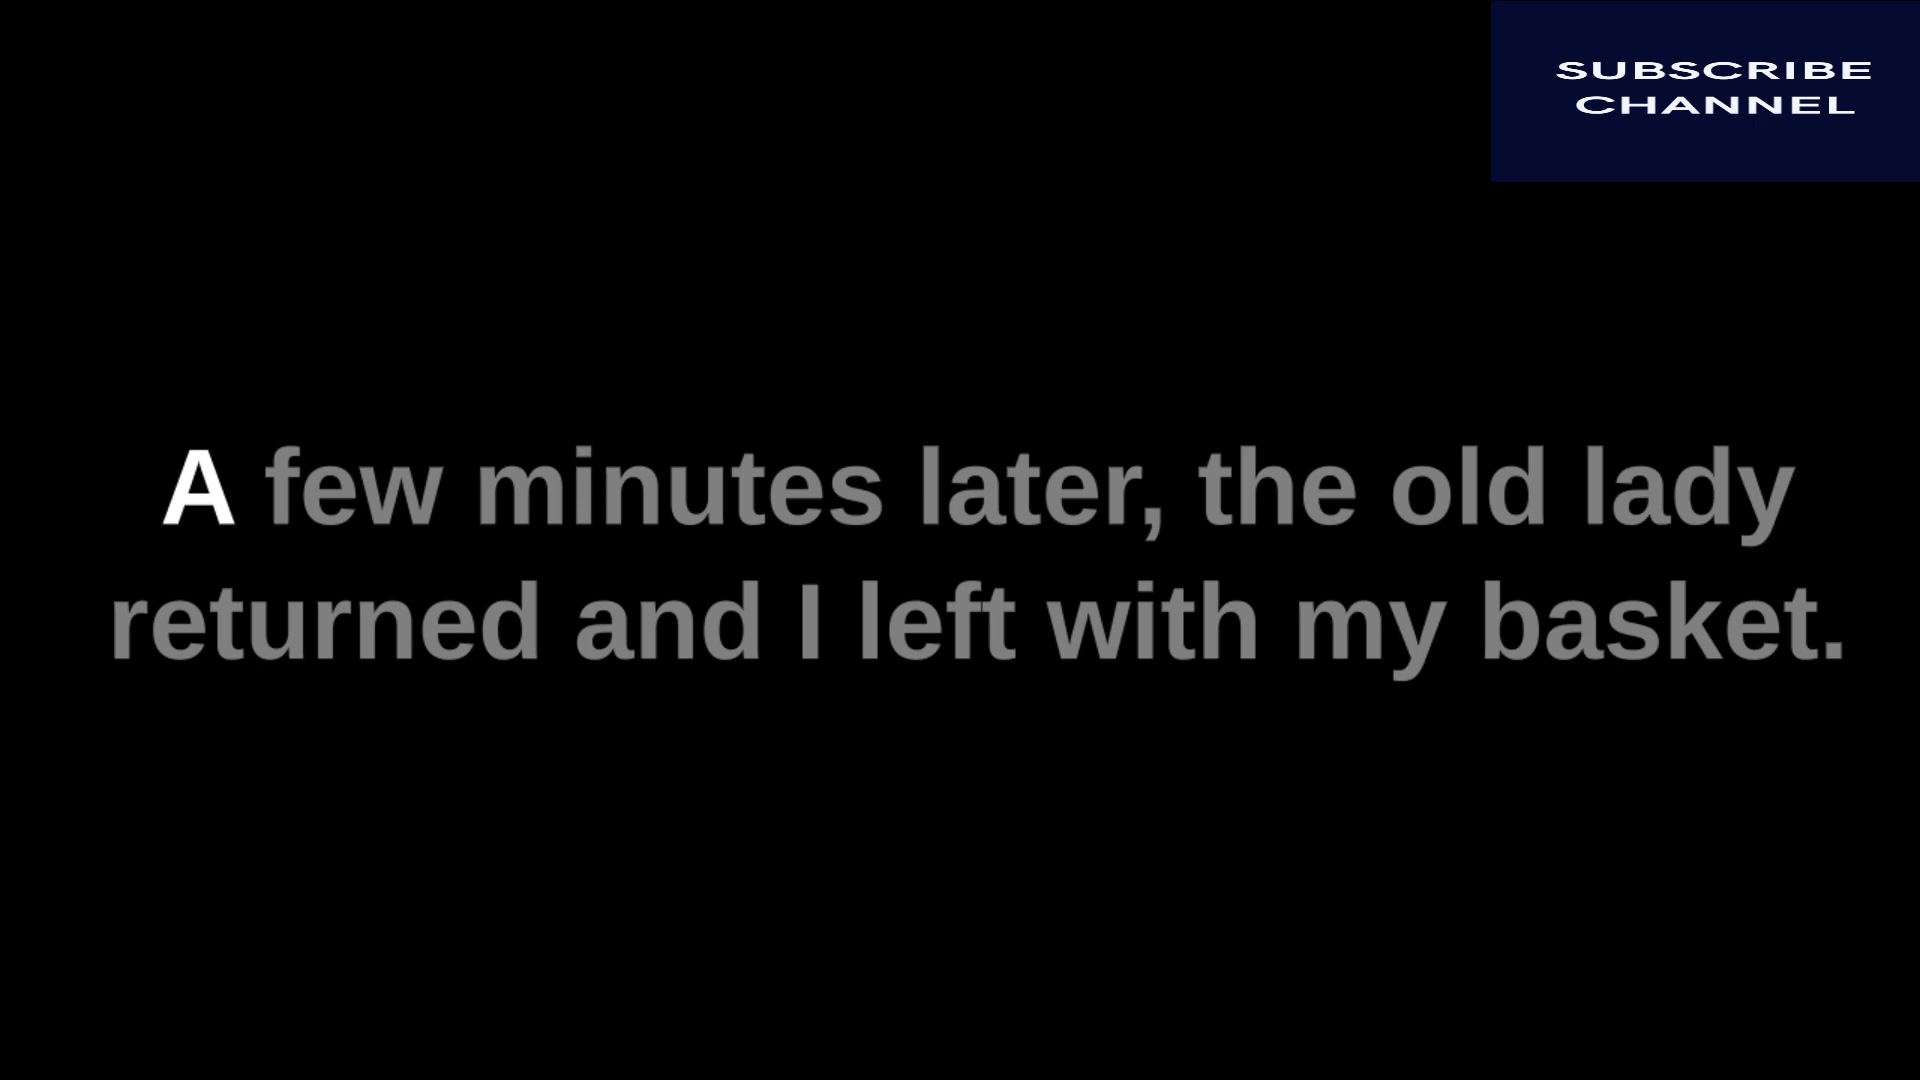 SUBSCRIBE
CHANNEL
A few minutes later, the old lady
returned and I left with my basket.